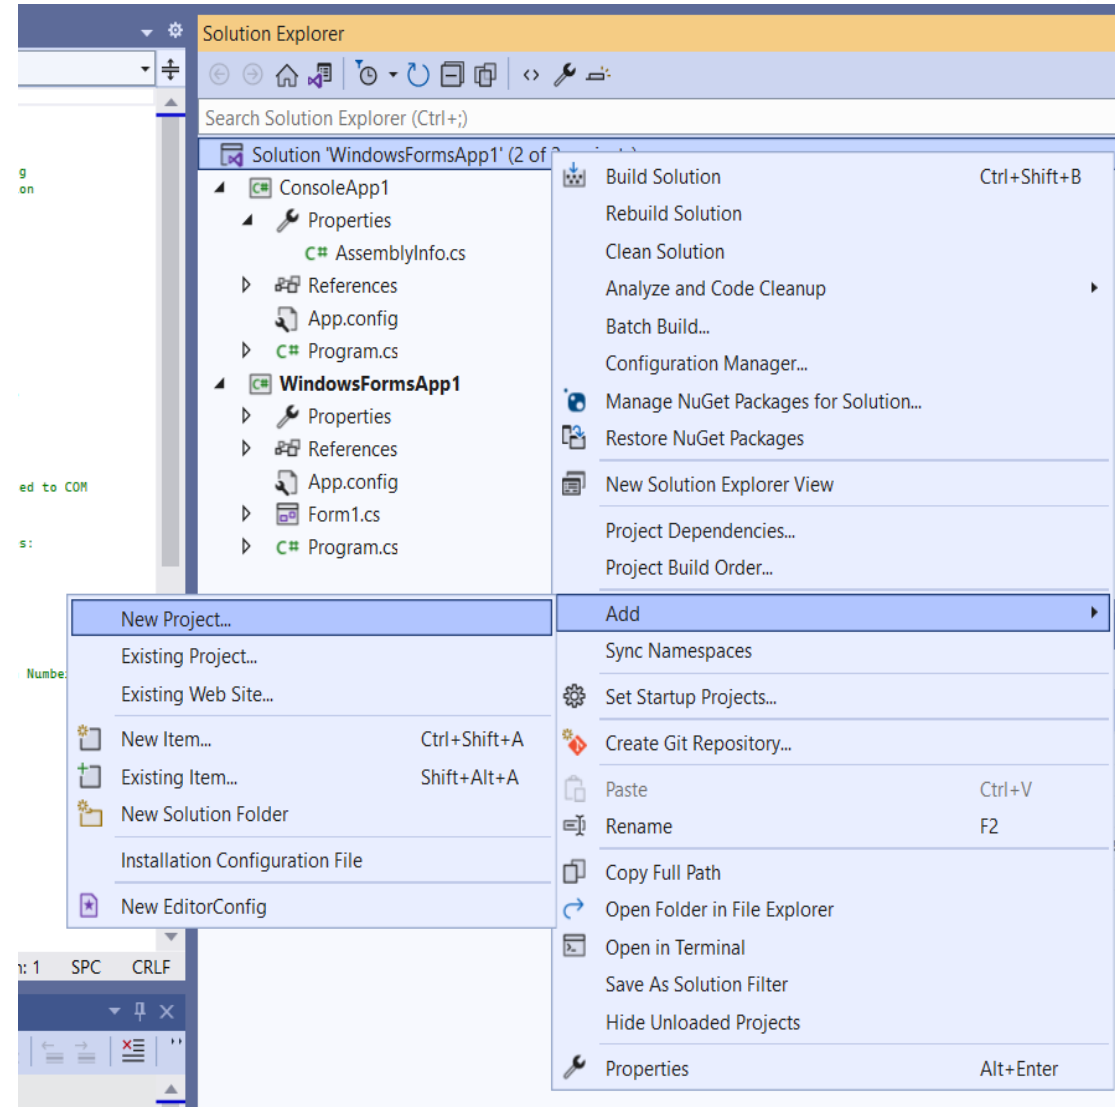 Solution Explorer
Search Solution Explorer (Ctrl+;)
Solution 'WindowsFormsApp1' (2 of
ConsoleApp1
Properties
C# AssemblyInfo.cs
References
App.config
C# Program.cs
WindowsFormsApp1
Properties
References
App.config
Form1.cs
C# Program.cs
g
on
ed to COM
s:
Build Solution Ctrl+Shift+B
Rebuild Solution
Clean Solution
Analyze and Code Cleanup
Batch Build...
Configuration Manager...
Manage NuGet Packages for Solution...
Restore NuGet Packages
New Solution Explorer View
Project Dependencies...
Project Build Order...
Add
Sync Namespaces
Set Startup Projects...
Create Git Repository...
Paste Ctrl+V
Rename F2
Copy Full Path
Open Folder in File Explorer
Open in Terminal
Save As Solution Filter
Hide Unloaded Projects
Properties Alt+Enter
New Project...
Existing Project...
Existing Web Site...
New Item... Ctrl+Shift+A
Existing Item... Shift+Alt+A
New Solution Folder
Installation Configuration File
New EditorConfig
: 1 SPC CRLF